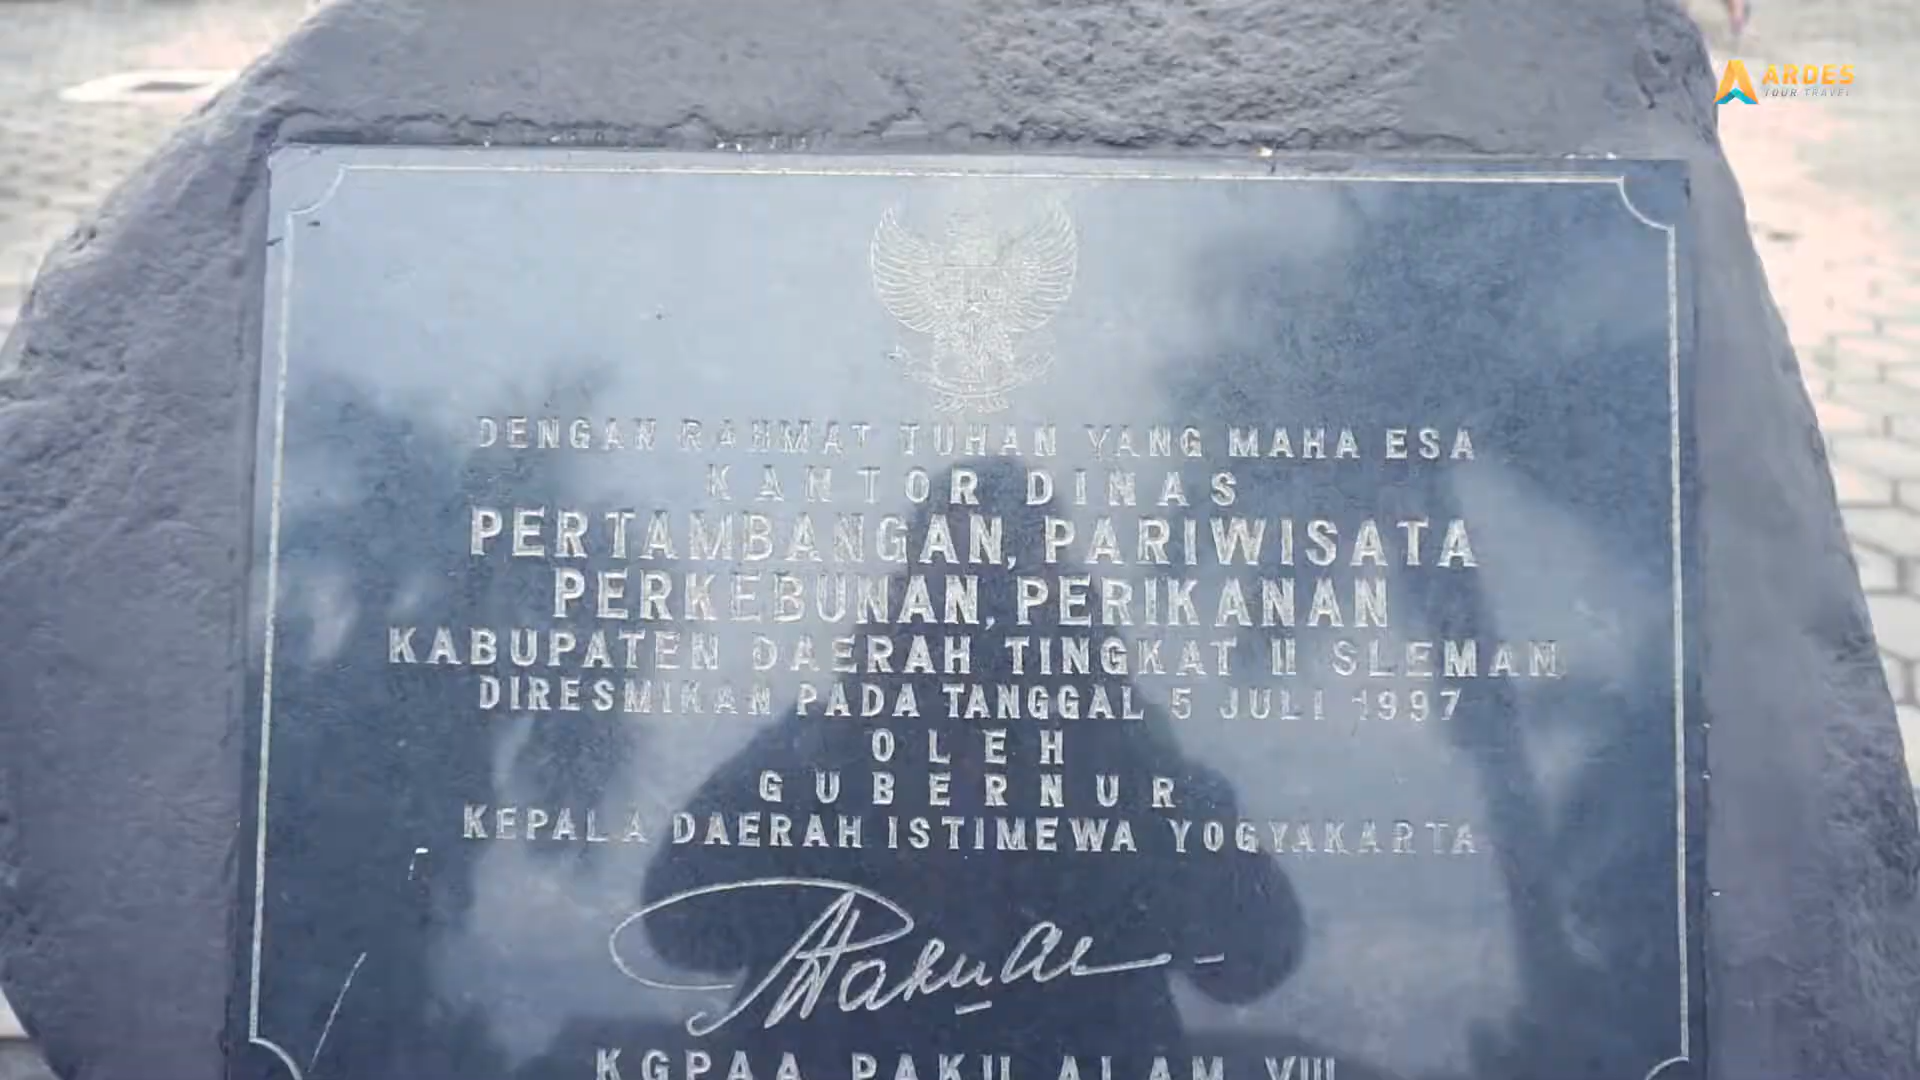 ARDES
TOUR TRAVEL
DENGAN RAHMAT TUHAN YANG MAHA ESA
KANTOR DINAS
PERTAMBANGAN, PARIWISATA
PERKEBUNAN, PERIKANAN
KABUPATEN DAERAH TINGKAT II SLEMAN
DIRESMIKAN PADA TANGGAL 5 JULI 1997
OLEH
GUBERNUR
KEPALA DAERAH ISTIMEWA YOGYAKARTA
KGPAA PAKU ALAM VIII